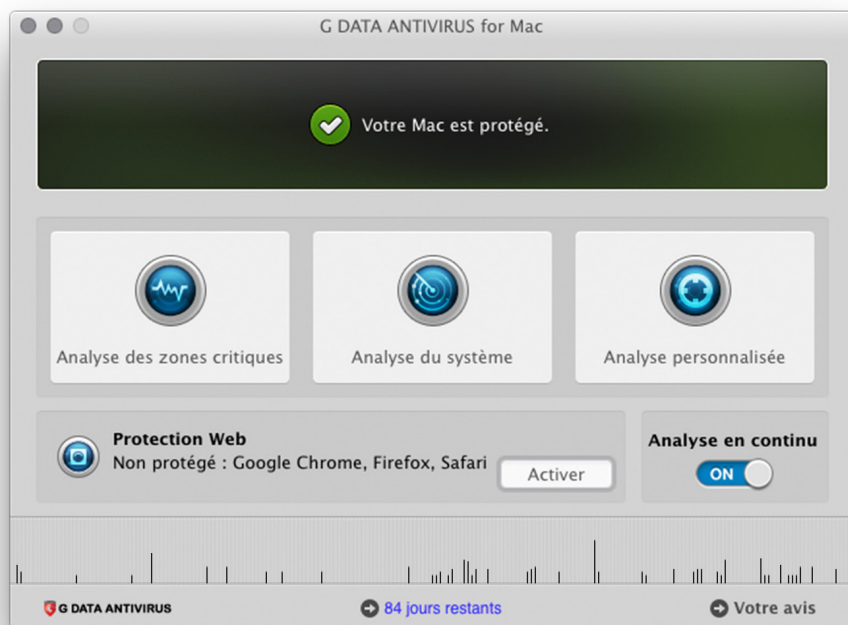 G DATA ANTIVIRUS for Mac
Votre Mac est protégé.
Analyse des zones critiques
Analyse du système
Analyse personnalisée
Protection Web
Non protégé : Google Chrome, Firefox, Safari
Activer
Analyse en continu
ON
G DATA ANTIVIRUS
84 jours restants
Votre avis